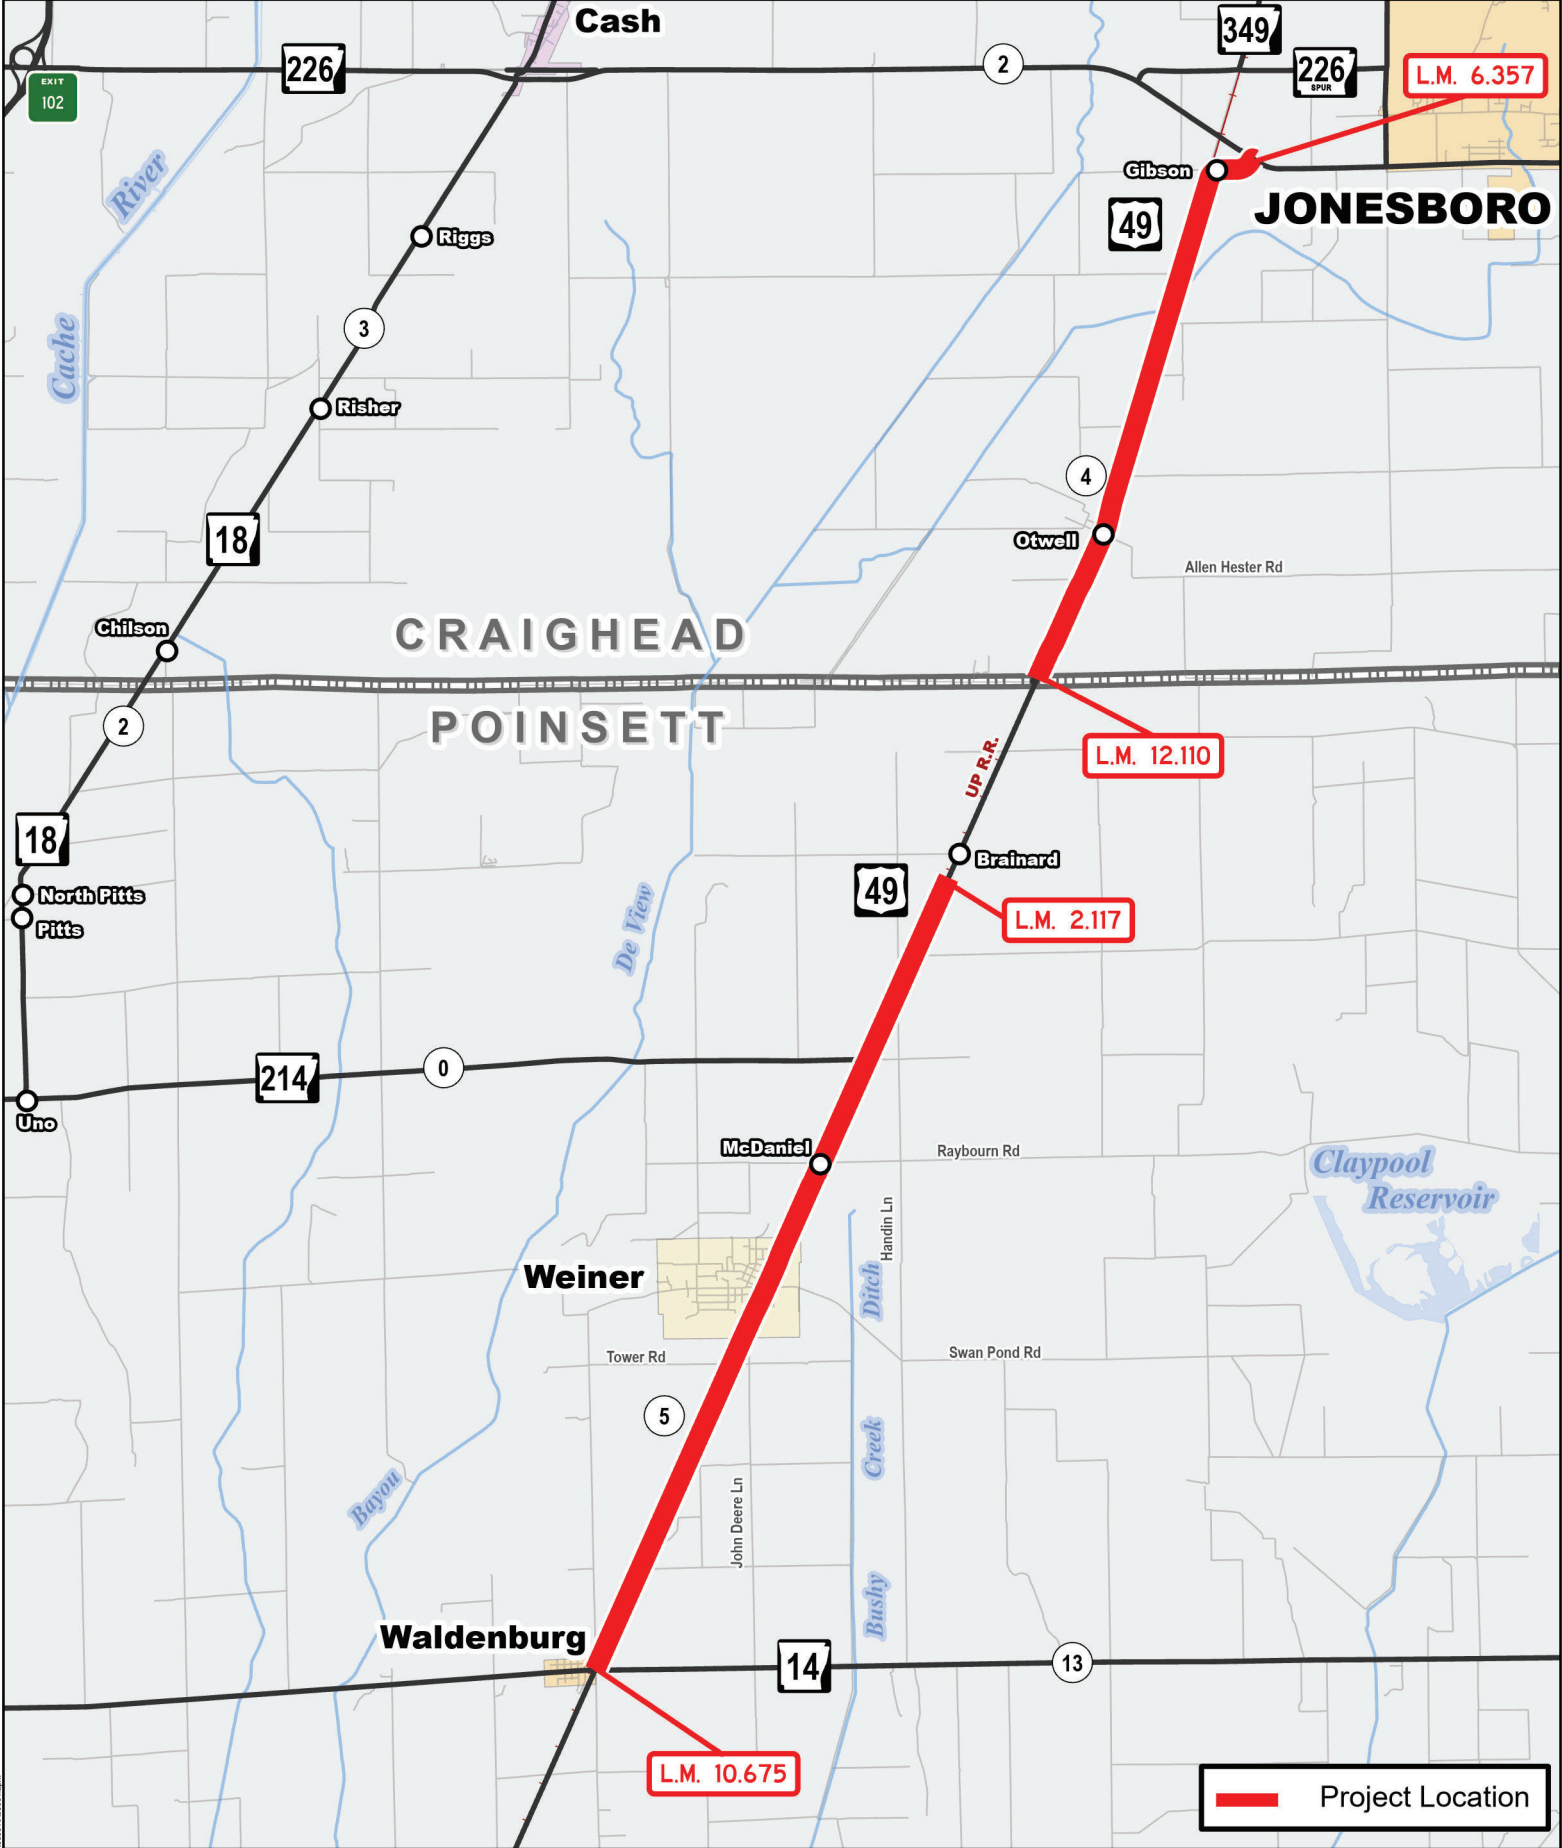 Cash
349
226
2
226
SPUR
L.M. 6.357
EXIT
102
River
Gibson
JONESBORO
49
Riggs
Cache
3
Risher
4
18
Otwell
Allen Hester Rd
Chilson
CRAIGHEAD
POINSETT
2
UP R.R.
L.M. 12.110
18
Brainard
49
North Pitts
L.M. 2.117
Pitts
De View
214
0
Uno
McDaniel
Raybourn Rd
Claypool
Reservoir
Handin Ln
Weiner
Ditch
Tower Rd
Swan Pond Rd
5
Creek
Bayou
John Deere Ln
Bushy
Waldenburg
14
13
L.M. 10.675
Project Location